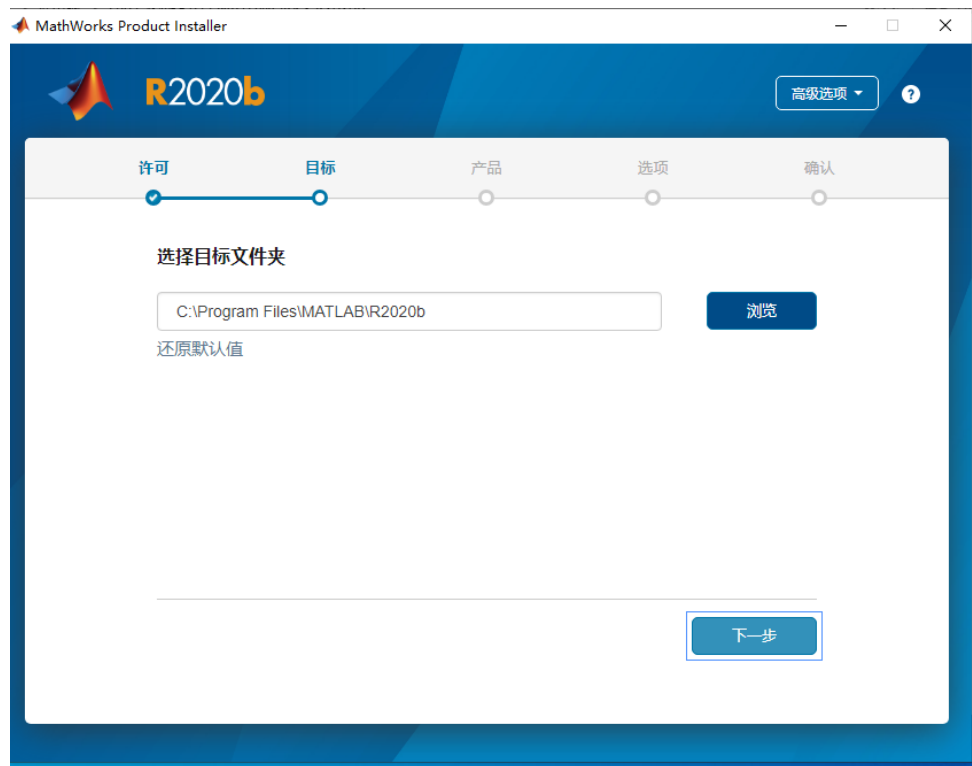 MathWorks Product Installer
R2020b
高级选项
?
许可 目标 产品 选项 确认
选择目标文件夹
C:\Program Files\MATLAB\R2020b
浏览
还原默认值
下一步